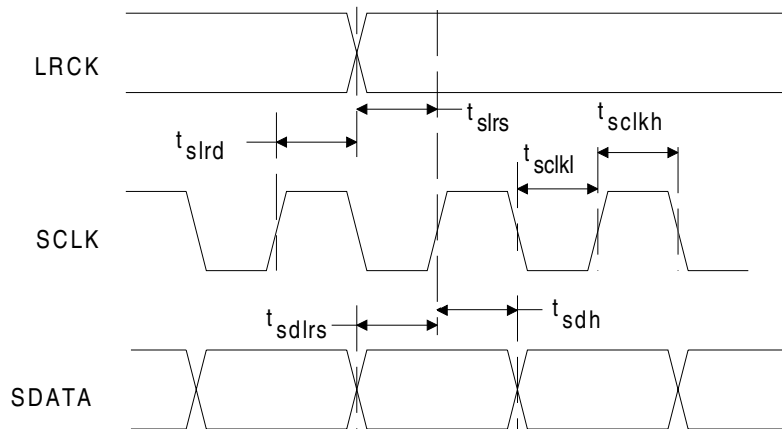 LRCK
t slrd
t slrs
t sclkl
t sclkh
SCLK
t sdlrs
t sdh
SDATA